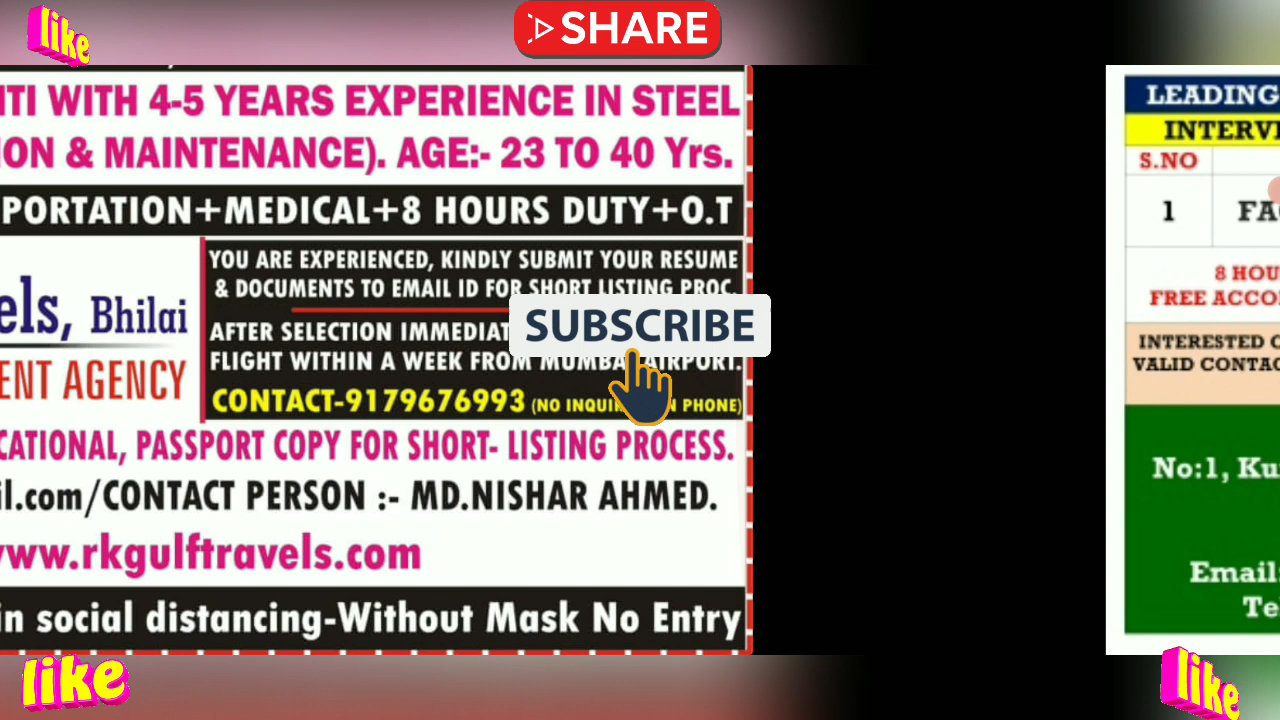 like
SHARE
ITI WITH 4-5 YEARS EXPERIENCE IN STEEL
ION & MAINTENANCE). AGE:- 23 TO 40 Yrs.
PORTATION+MEDICAL+8 HOURS DUTY+O.T
els, Bhilai
ENT AGENCY
YOU ARE EXPERIENCED, KINDLY SUBMIT YOUR RESUME
& DOCUMENTS TO EMAIL ID FOR SHORT LISTING PROC.
AFTER SELECTION IMMEDIAT
FLIGHT WITHIN A WEEK FROM MUMBAI AIRPORT.
CONTACT-9179676993 (NO INQUI N PHONE)
SUBSCRIBE
CATIONAL, PASSPORT COPY FOR SHORT- LISTING PROCESS.
il.com/CONTACT PERSON :- MD.NISHAR AHMED.
www.rkgulftravels.com
in social distancing-Without Mask No Entry
LEADING
INTERVI
S.NO
1 FA
8 HOU
FREE ACCO
INTERESTED C
VALID CONTAC
No:1, Ku
Email:
Te
like
like